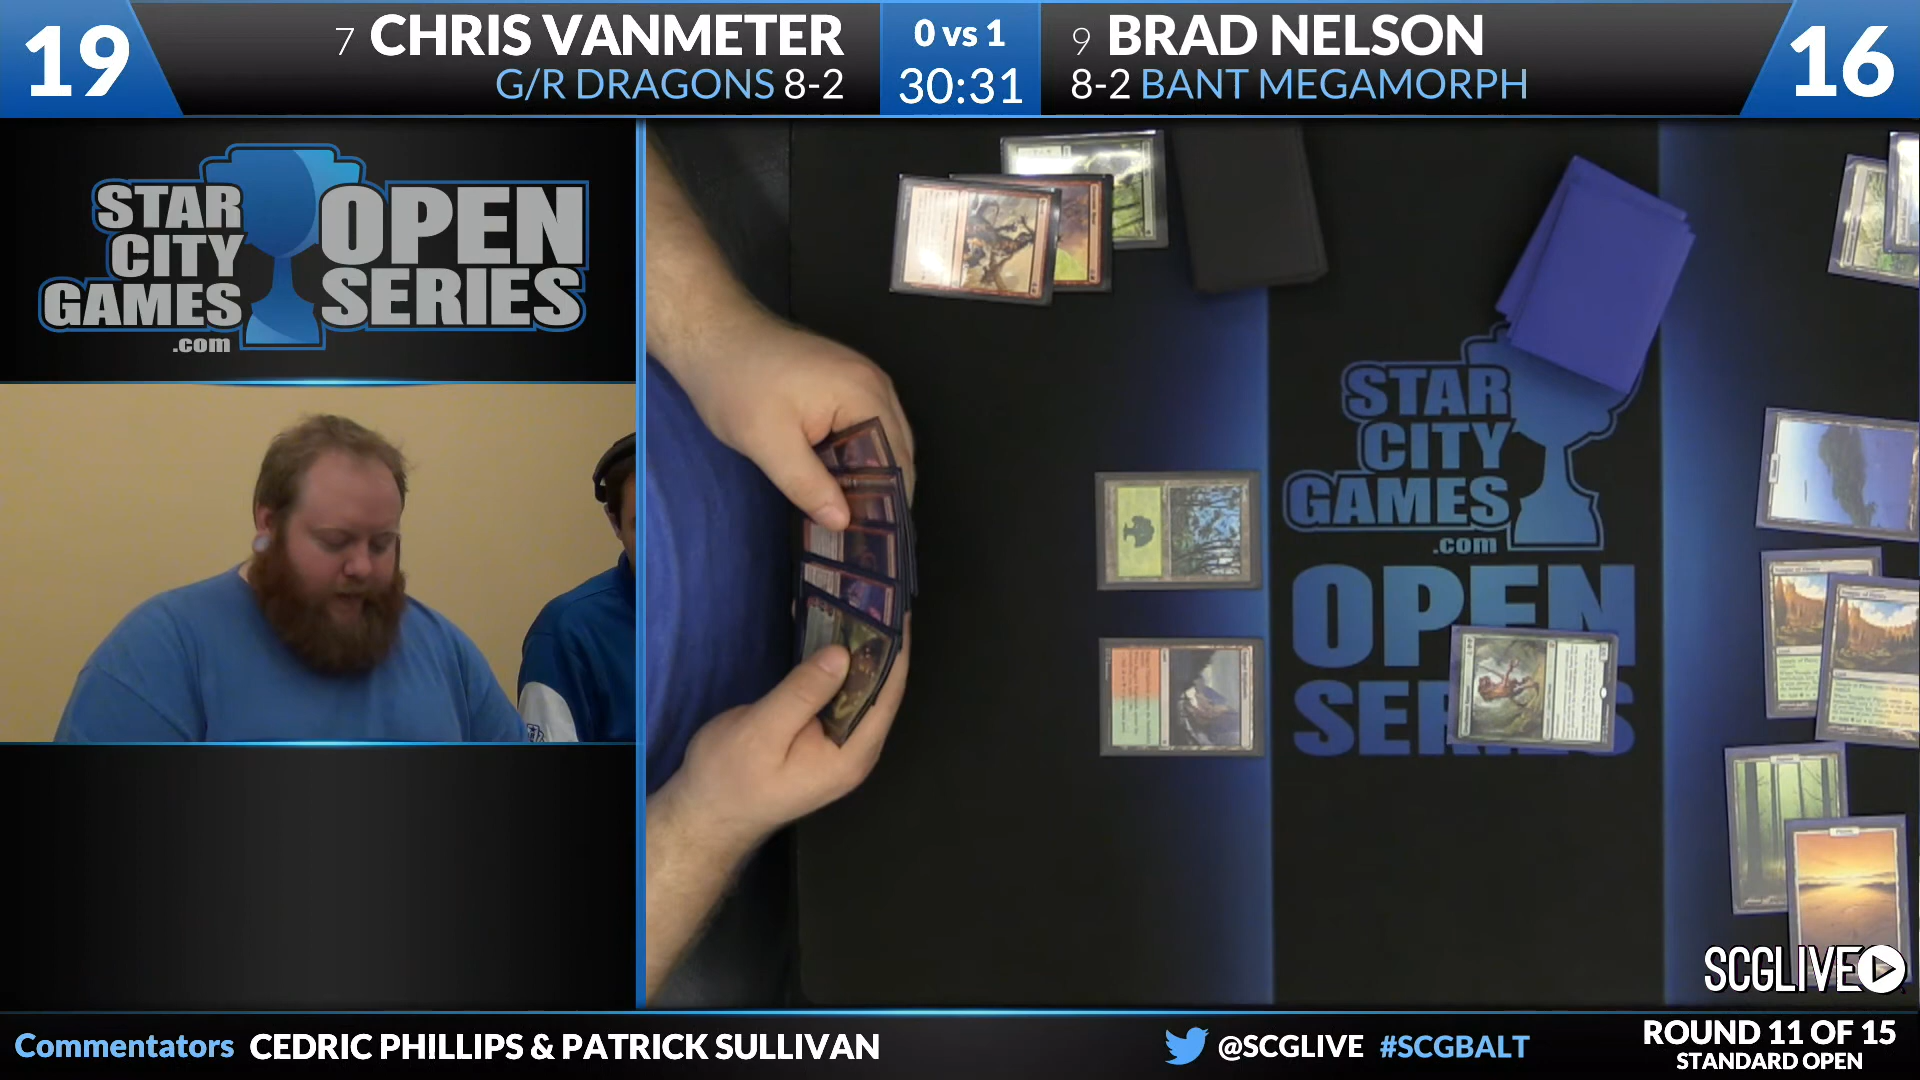 19
7 CHRIS VANMETER
G/R DRAGONS 8-2
0 vs 1
30:31
9 BRAD NELSON
8-2 BANT MEGAMORPH
16
STAR
CITY
GAMES
.com
OPEN
SERIES
STAR
CITY
GAMES
.com
OPEN
SERIES
SCGLIVE
Commentators CEDRIC PHILLIPS & PATRICK SULLIVAN
@SCGLIVE #SCGBALT
ROUND 11 OF 15
STANDARD OPEN